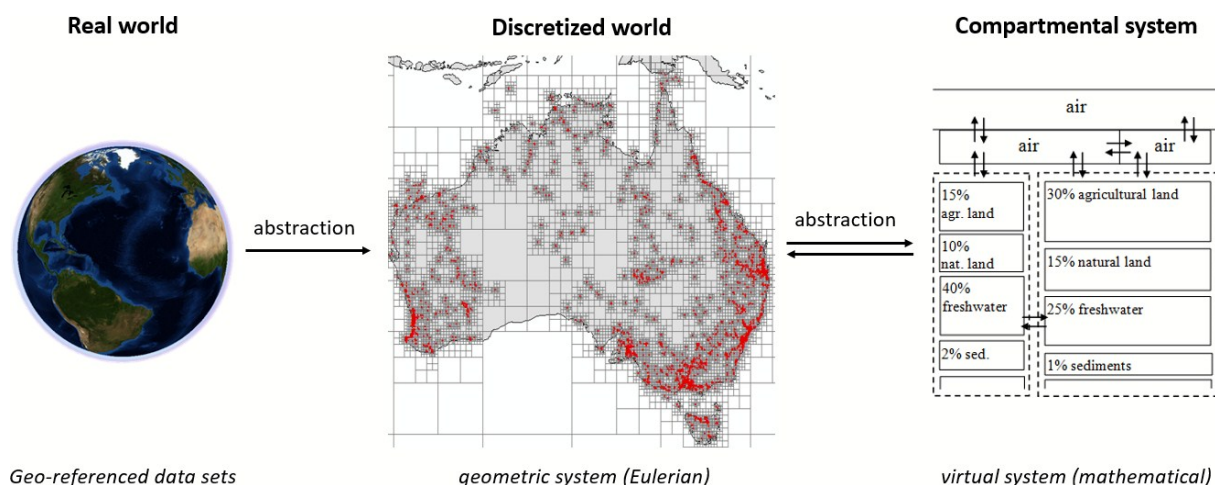 Real world
Discretized world
Compartmental system
air
air
air
abstraction
abstraction
15%
agr. land
10%
nat. land
40%
freshwater
2% sed.
30% agricultural land
15% natural land
25% freshwater
1% sediments
Geo-referenced data sets
geometric system (Eulerian)
virtual system (mathematical)